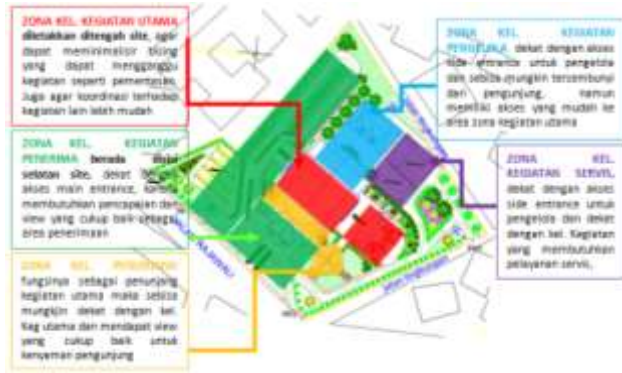 ZONA KEL. KEGIATAN UTAMA
diletakkan ditengah site, agar
dapat meminimalisir bising
yang dapat mengganggu
kegiatan seperti pementasan,
juga agar koordinasi terhadap
kegiatan lain lebih mudah
ZONA KEL. KEGIATAN
PENERIMA berada disisi
selatan site, dekat dengan
akses main entrance, karena
membutuhkan pencapaian dan
view yang cukup baik sebagai
area penerimaan
ZONA KEL.
fungsinya sebagai penunjang
kegiatan utama maka sebisa
mungkin dekat dengan kel.
Keg utama dan mendapat view
yang cukup baik untuk
kenyaman pengunjung
ZONA KEL. KEGIATAN
PENGELOLA, dekat dengan akses
side entrance untuk pengelola
dan sebisa mungkin tersembunyi
dari pengunjung, namun
memiliki akses yang mudah ke
area zona kegiatan utama
ZONA KEL.
KEGIATAN SERVIS,
dekat dengan akses
side entrance untuk
pengelola dan dekat
dengan kel. Kegiatan
yang membutuhkan
pelayanan servis,